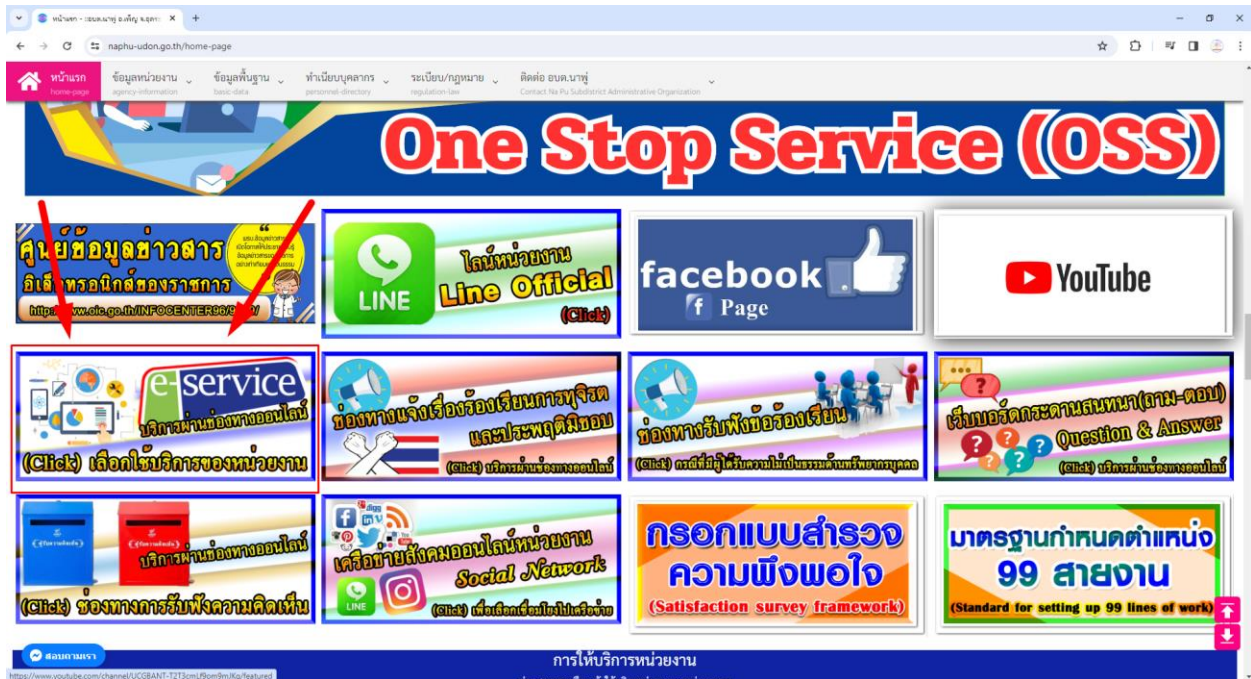 หน้าแรก - :อบต.นาพู่ อ.เพ็ญ จ.อุดร
naphu-udon.go.th/home-page
หน้าแรก
home-page
ข้อมูลหน่วยงาน
agency-information
ข้อมูลพื้นฐาน
basic-data
ทำเนียบบุคลากร
personnel-directory
ระเบียบ/กฎหมาย
regulation-law
ติดต่อ อบต.นาพู่
Contact Na Pu Subdistrict Administrative Organization
One Stop Service (OSS)
ศูนย์ข้อมูลข่าวสาร
อิเล็กทรอนิกส์ของราชการ
LINE
ไลน์หน่วยงาน
Line Official
(Click)
facebook
f Page
YouTube
e-service
บริการผ่านช่องทางออนไลน์
(Click) เลือกใช้บริการของหน่วยงาน
ช่องทางแจ้งเรื่องร้องเรียนการทุจริต
และประพฤติมิชอบ
(Click) บริการผ่านช่องทางออนไลน์
ช่องทางรับฟังข้อร้องเรียน
(Click) กรณีที่มีผู้ได้รับความไม่เป็นธรรมด้านทรัพยากรบุคคล
เว็บบอร์ดกระดานสนทนา(ถาม-ตอบ)
Question & Answer
(Click) บริการผ่านช่องทางออนไลน์
บริการผ่านช่องทางออนไลน์
(Click) ช่องทางการรับฟังความคิดเห็น
เครือข่ายสังคมออนไลน์หน่วยงาน
Social Network
LINE
(Click) เพื่อเลือกเชื่อมโยงไปเครือข่าย
กรอกแบบสำรวจ
ความพึงพอใจ
(Satisfaction survey framework)
มาตรฐานกำหนดตำแหน่ง
99 สายงาน
(Standard for setting up 99 lines of work)
สอบถามเรา
การให้บริการหน่วยงาน